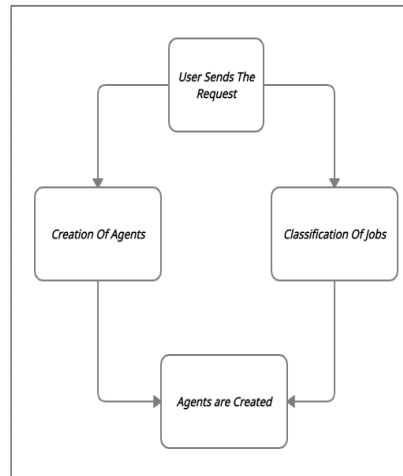 User Sends The
Request
Creation Of Agents
Classification Of Jobs
Agents are Created